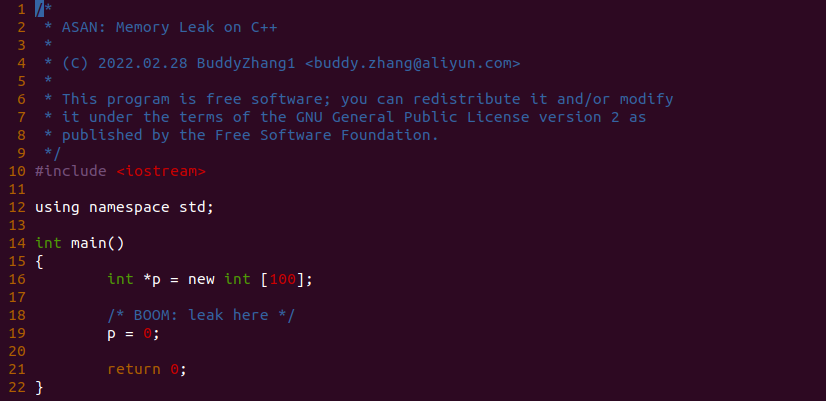 1 /*
2  * ASAN: Memory Leak on C++
3  *
4  * (C) 2022.02.28 BuddyZhang1 <buddy.zhang@aliyun.com>
5  *
6  * This program is free software; you can redistribute it and/or modify
7  * it under the terms of the GNU General Public License version 2 as
8  * published by the Free Software Foundation.
9  */
10 #include <iostream>
11
12 using namespace std;
13
14 int main()
15 {
16         int *p = new int [100];
17
18         /* BOOM: leak here */
19         p = 0;
20
21         return 0;
22 }